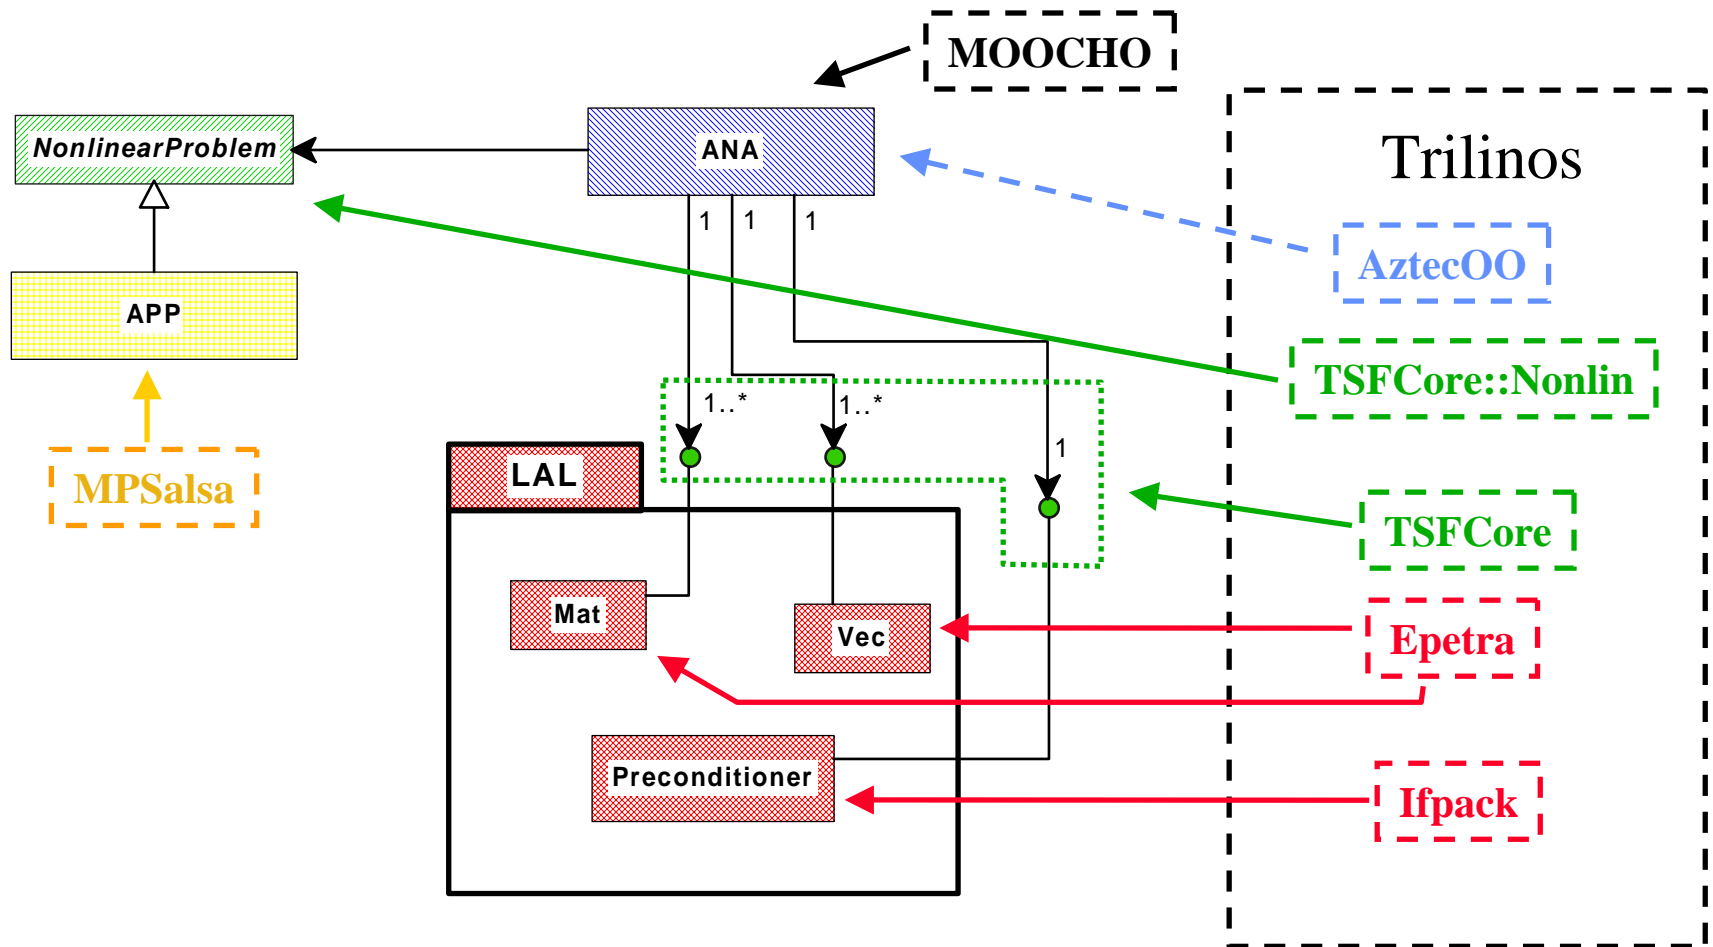 MOOCHO
NonlinearProblem
ANA
Trilinos
1
1
1
AztecOO
APP
TSFCore::Nonlin
1..*
1..*
1
MPSalsa
LAL
TSFCore
Mat
Vec
Epetra
Preconditioner
Ifpack